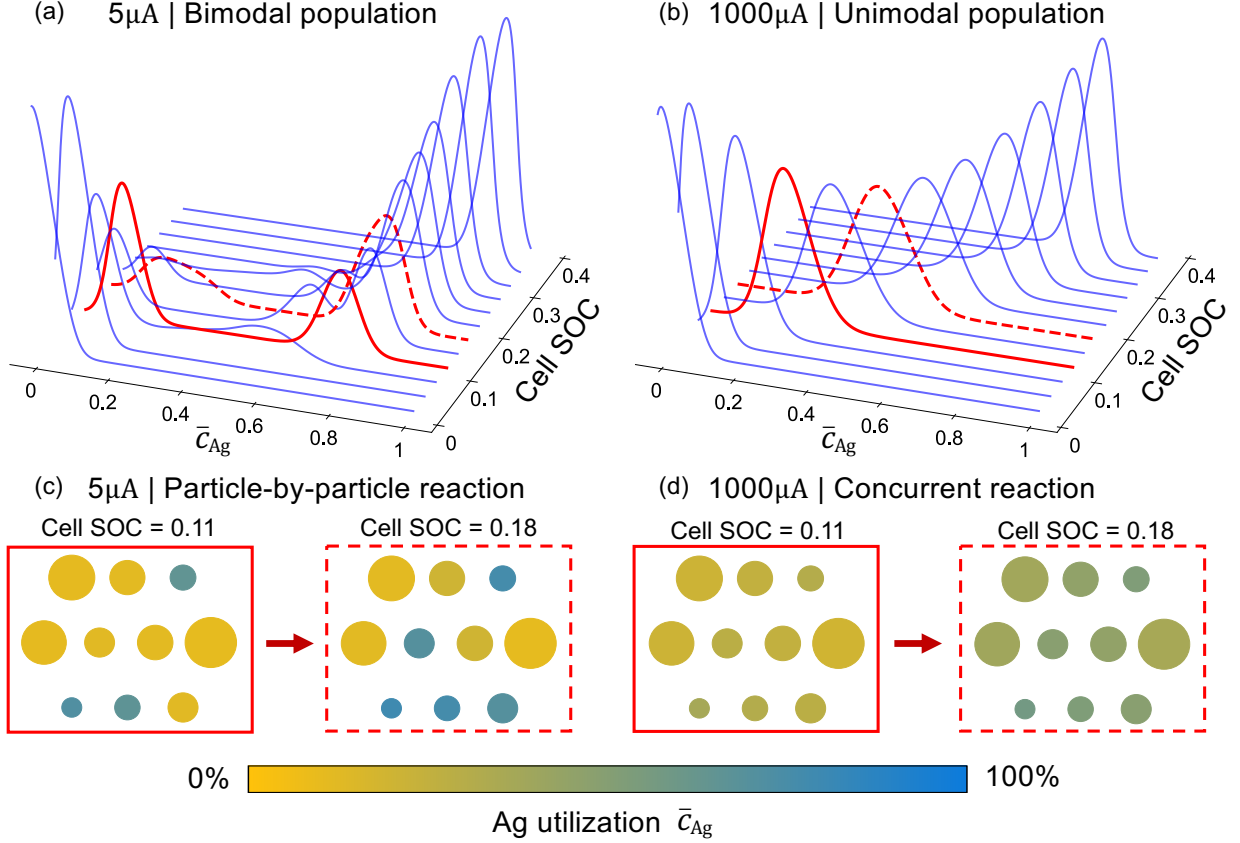 (a) 5μA | Bimodal population
(b) 1000μA | Unimodal population
0 0.2 0.4 0.6 0.8 1
c̄Ag
0 0.1 0.2 0.3 0.4
Cell SOC
0 0.2 0.4 0.6 0.8 1
c̄Ag
0 0.1 0.2 0.3 0.4
Cell SOC
(c) 5μA | Particle-by-particle reaction
Cell SOC = 0.11 Cell SOC = 0.18
(d) 1000μA | Concurrent reaction
Cell SOC = 0.11 Cell SOC = 0.18
0% 100%
Ag utilization c̄Ag